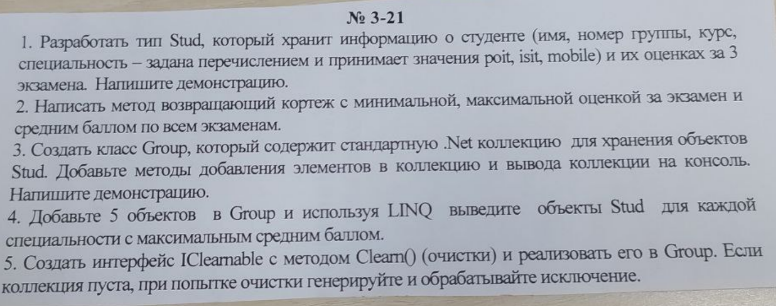 № 3-21
1. Разработать тип Stud, который хранит информацию о студенте (имя, номер группы, курс,
специальность – задана перечислением и принимает значения poit, isit, mobile) и их оценках за 3
экзамена. Напишите демонстрацию.
2. Написать метод возвращающий кортеж с минимальной, максимальной оценкой за экзамен и
средним баллом по всем экзаменам.
3. Создать класс Group, который содержит стандартную .Net коллекцию для хранения объектов
Stud. Добавьте методы добавления элементов в коллекцию и вывода коллекции на консоль.
Напишите демонстрацию.
4. Добавьте 5 объектов в Group и используя LINQ выведите объекты Stud для каждой
специальности с максимальным средним баллом.
5. Создать интерфейс IClearnable с методом Clearn() (очистки) и реализовать его в Group. Если
коллекция пуста, при попытке очистки генерируйте и обрабатывайте исключение.